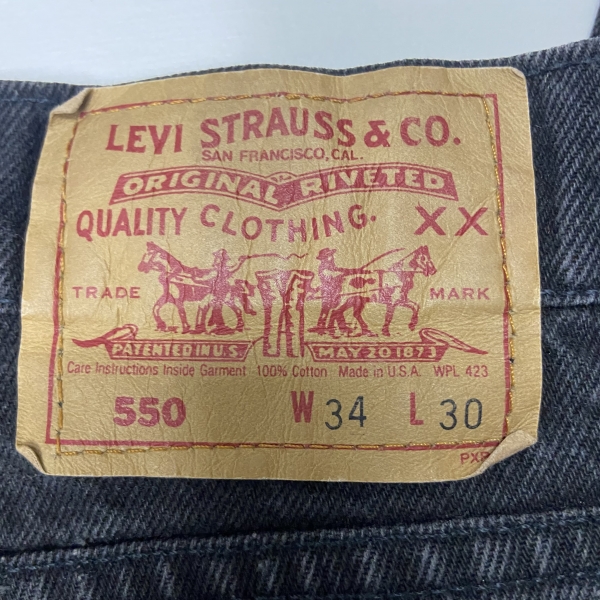 LEVI STRAUSS & CO.
SAN FRANCISCO, CAL.
ORIGINAL RIVETED
QUALITY CLOTHING. XX
TRADE MARK
PATENTED IN U.S. MAY 20 1873
Care Instructions Inside Garment 100% Cotton Made in U.S.A. WPL 423
550 W 34 L 30